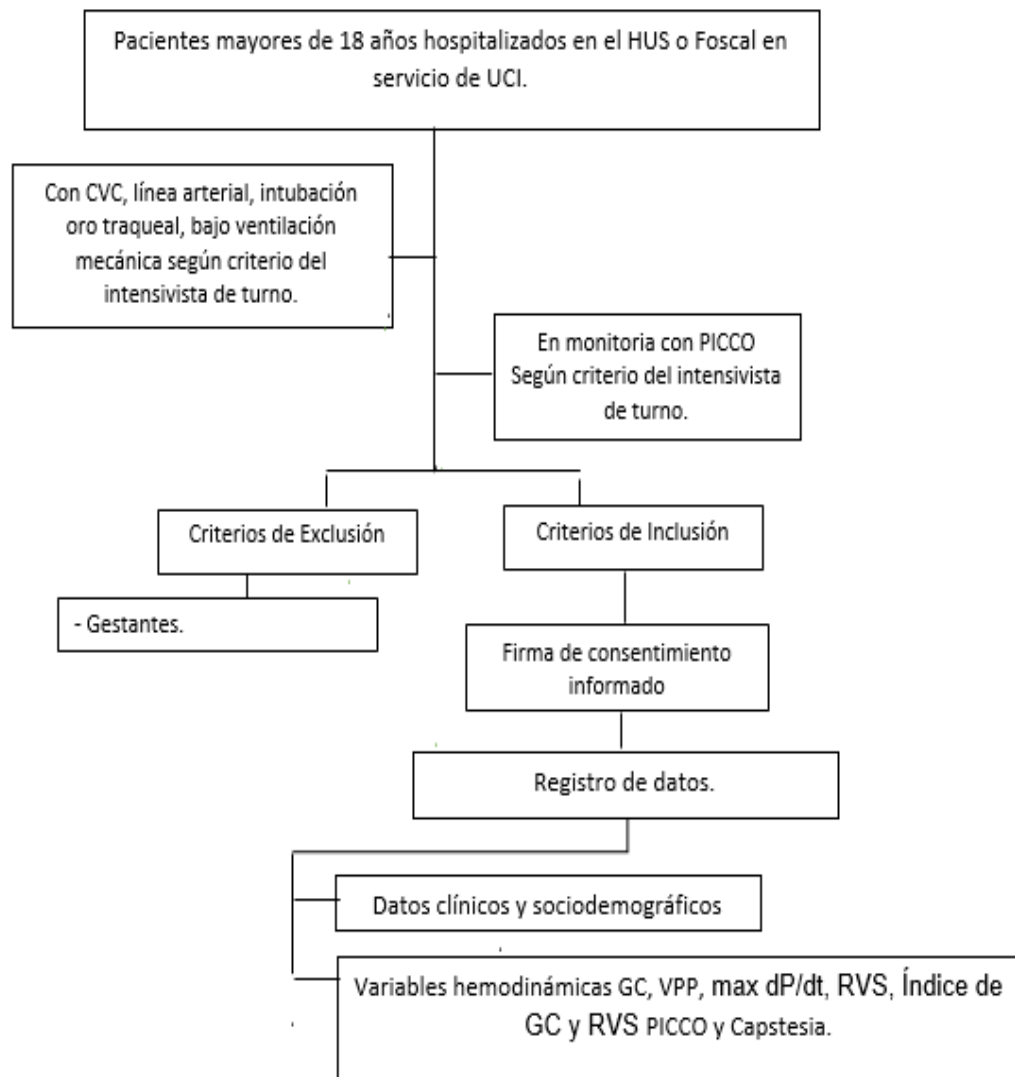 Pacientes mayores de 18 años hospitalizados en el HUS o Foscal en
servicio de UCI.
Con CVC, línea arterial, intubación
oro traqueal, bajo ventilación
mecánica según criterio del
intensivista de turno.
En monitoria con PICCO
Según criterio del intensivista
de turno.
Criterios de Exclusión
Criterios de Inclusión
- Gestantes.
Firma de consentimiento
informado
Registro de datos.
Datos clínicos y sociodemográficos
Variables hemodinámicas GC, VPP, max dP/dt, RVS, Índice de
GC y RVS PICCO y Capstesia.